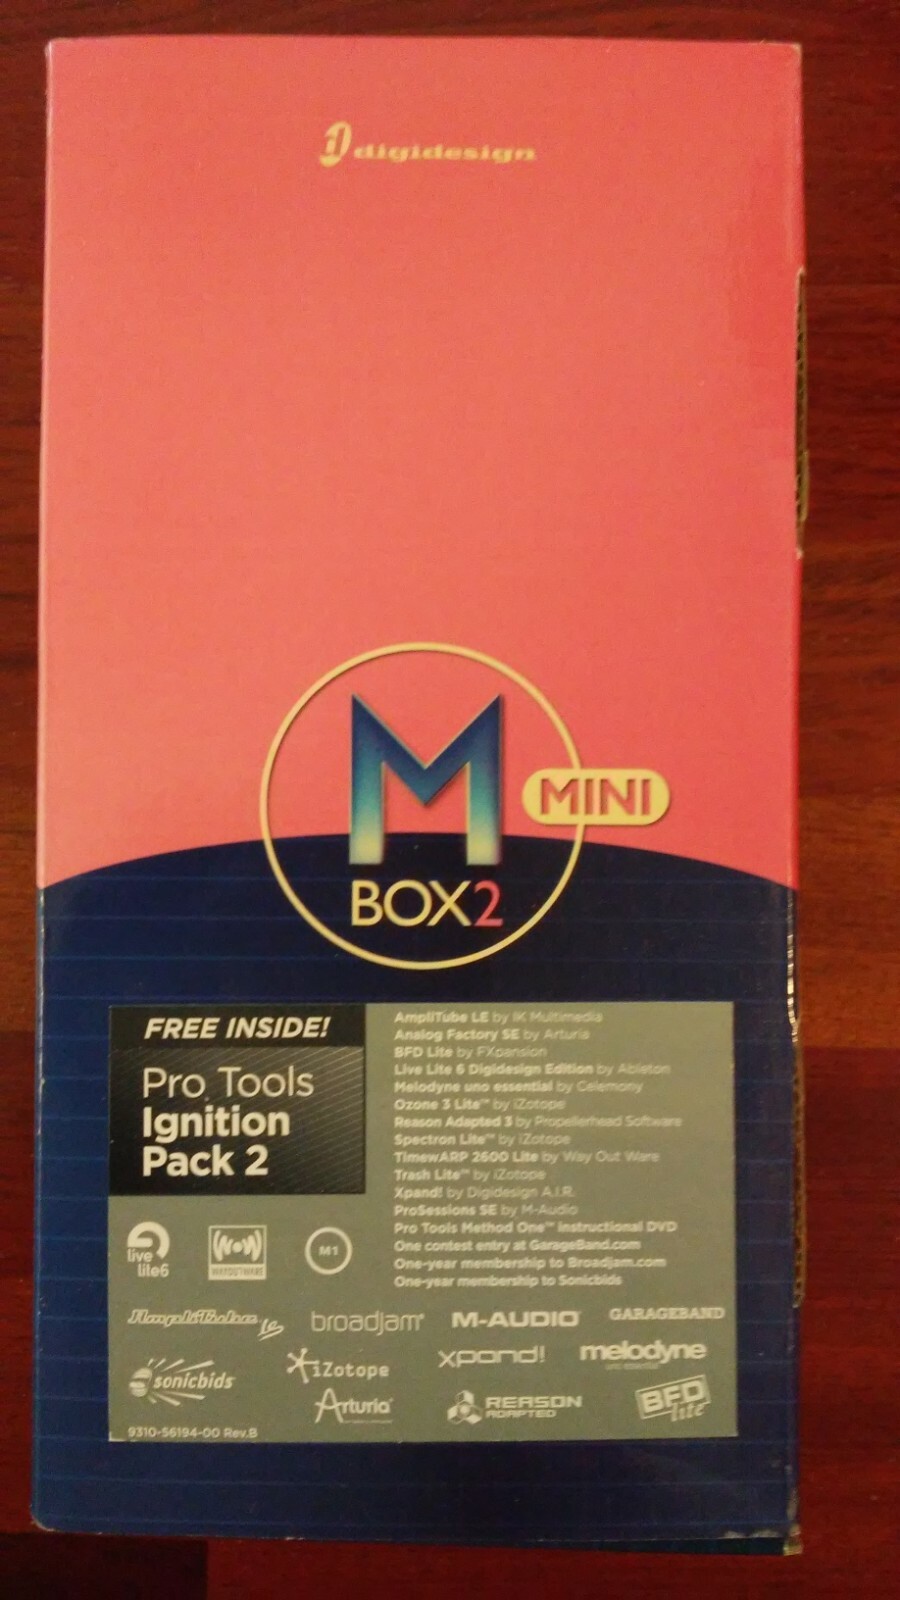 digidesign
M
MINI
BOX2
FREE INSIDE!
Pro Tools
Ignition
Pack 2
AmpliTube LE by IK Multimedia
Analog Factory SE by Arturia
BFD Lite by FXpansion
Live Lite 6 Digidesign Edition by Ableton
Melodyne uno essential by Celemony
Ozone 3 Lite™ by iZotope
Reason Adapted 3 by Propellerhead Software
Spectron Lite™ by iZotope
TimewARP 2600 Lite by Way Out Ware
Trash Lite™ by iZotope
Xpand! by Digidesign A.I.R.
ProSessions SE by M-Audio
Pro Tools Method One™ Instructional DVD
One contest entry at GarageBand.com
One-year membership to Broadjam.com
One-year membership to Sonicbids
live
lite6
WAYOUTWARE
M1
AmpliTube LE
broadjam
M-AUDIO
GARAGEBAND
sonicbids
iZotope
xpand!
melodyne
uno essential
Arturia
REASON
ADAPTED
BFD
lite
9310-56194-00 Rev.B